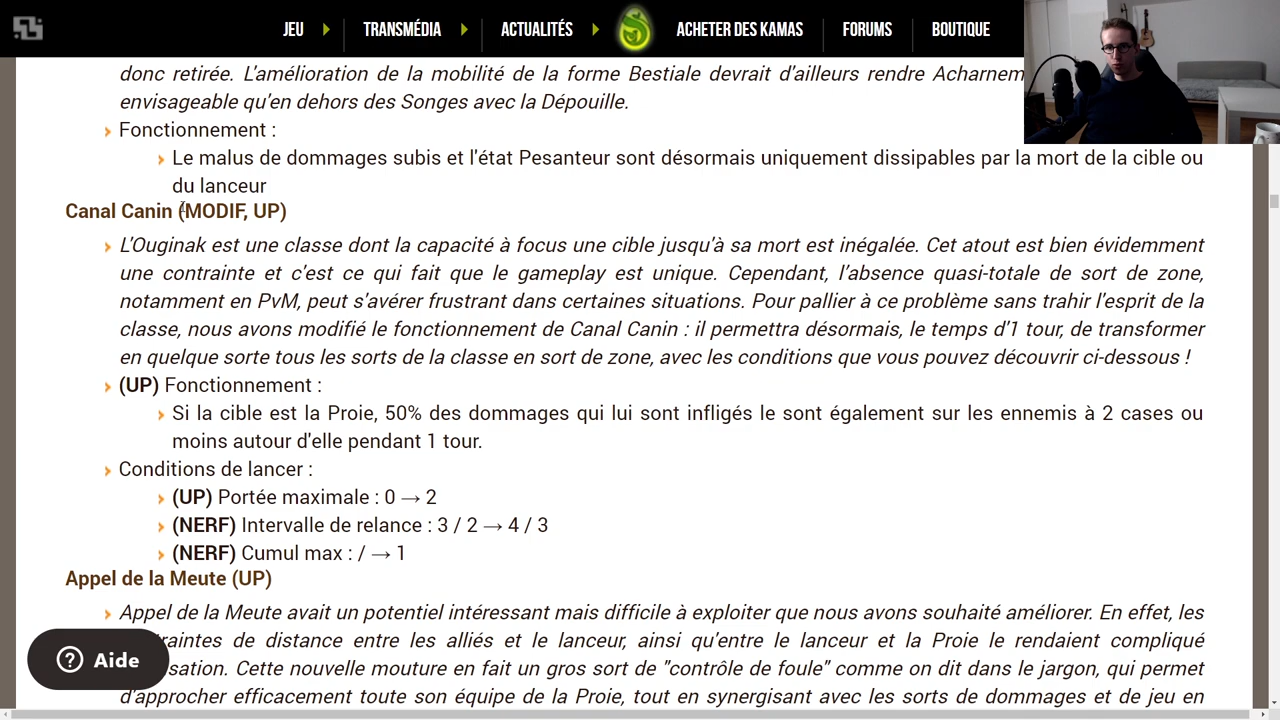 JEU
TRANSMÉDIA
ACTUALITÉS
ACHETER DES KAMAS
FORUMS
BOUTIQUE
donc retirée. L'amélioration de la mobilité de la forme Bestiale devrait d'ailleurs rendre Acharnem
envisageable qu'en dehors des Songes avec la Dépouille.
Fonctionnement :
Le malus de dommages subis et l'état Pesanteur sont désormais uniquement dissipables par la mort de la cible ou
du lanceur
Canal Canin (MODIF, UP)
L'Ouginak est une classe dont la capacité à focus une cible jusqu'à sa mort est inégalée. Cet atout est bien évidemment
une contrainte et c'est ce qui fait que le gameplay est unique. Cependant, l'absence quasi-totale de sort de zone,
notamment en PvM, peut s'avérer frustrant dans certaines situations. Pour pallier à ce problème sans trahir l'esprit de la
classe, nous avons modifié le fonctionnement de Canal Canin : il permettra désormais, le temps d'1 tour, de transformer
en quelque sorte tous les sorts de la classe en sort de zone, avec les conditions que vous pouvez découvrir ci-dessous !
(UP) Fonctionnement :
Si la cible est la Proie, 50% des dommages qui lui sont infligés le sont également sur les ennemis à 2 cases ou
moins autour d'elle pendant 1 tour.
Conditions de lancer :
(UP) Portée maximale : 0 → 2
(NERF) Intervalle de relance : 3 / 2 → 4 / 3
(NERF) Cumul max : / → 1
Appel de la Meute (UP)
Appel de la Meute avait un potentiel intéressant mais difficile à exploiter que nous avons souhaité améliorer. En effet, les
raintes de distance entre les alliés et le lanceur, ainsi qu'entre le lanceur et la Proie le rendaient compliqué
isation. Cette nouvelle mouture en fait un gros sort de "contrôle de foule" comme on dit dans le jargon, qui permet
d'approcher efficacement toute son équipe de la Proie, tout en synergisant avec les sorts de dommages et de jeu en
? Aide